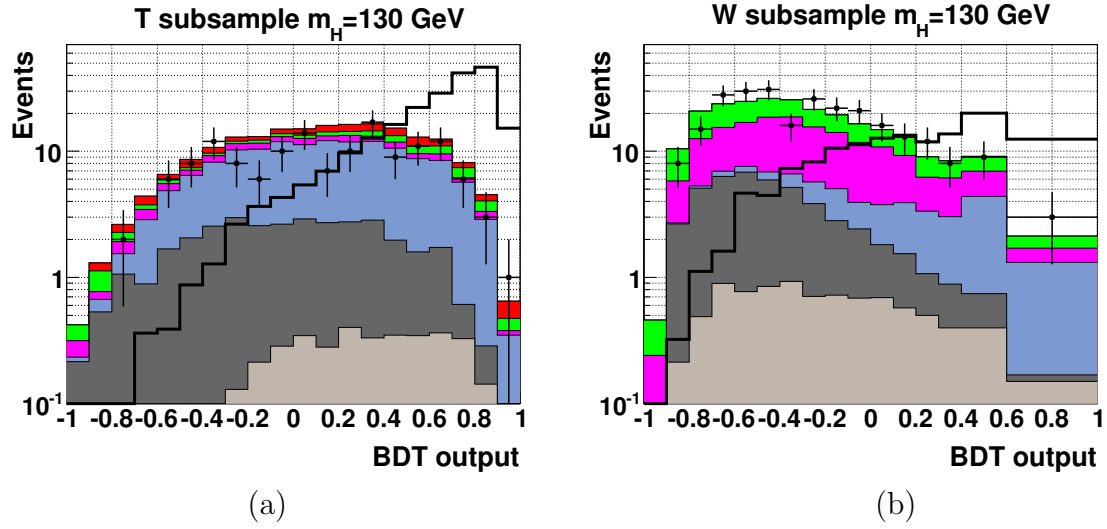 T subsample m_H=130 GeV
Events
10
1
10^-1
-1 -0.8 -0.6 -0.4 -0.2 0 0.2 0.4 0.6 0.8 1
BDT output
(a)
W subsample m_H=130 GeV
Events
10
1
10^-1
-1 -0.8 -0.6 -0.4 -0.2 0 0.2 0.4 0.6 0.8 1
BDT output
(b)